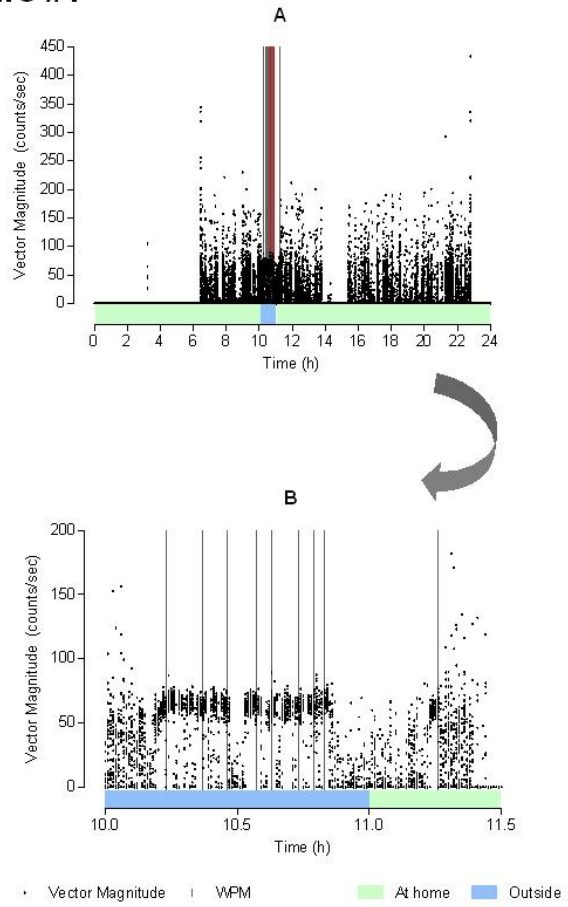 A
Vector Magnitude (counts/sec)
450
400
350
300
250
200
150
100
50
0
0 2 4 6 8 10 12 14 16 18 20 22 24
Time (h)
B
Vector Magnitude (counts/sec)
200
150
100
50
0
10.0 10.5 11.0 11.5
Time (h)
Vector Magnitude WPM At home Outside